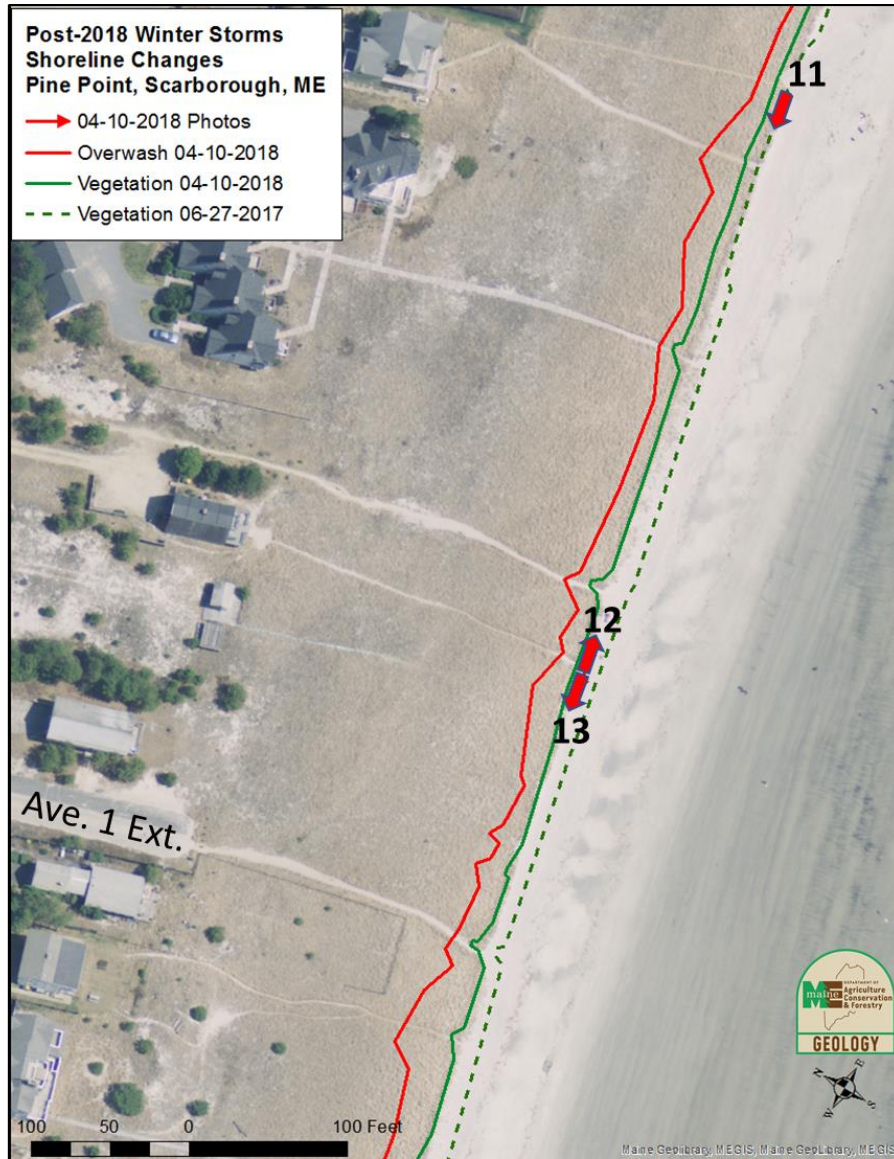 Post-2018 Winter Storms
Shoreline Changes
Pine Point, Scarborough, ME
04-10-2018 Photos
Overwash 04-10-2018
Vegetation 04-10-2018
Vegetation 06-27-2017
11
12
13
Ave. 1 Ext.
maine
DEPARTMENT OF
Agriculture
Conservation
& Forestry
GEOLOGY
N
E
W
S
100 50 0 100 Feet
Maine GeoLibrary, MEGIS, Maine GeoLibrary, MEGIS